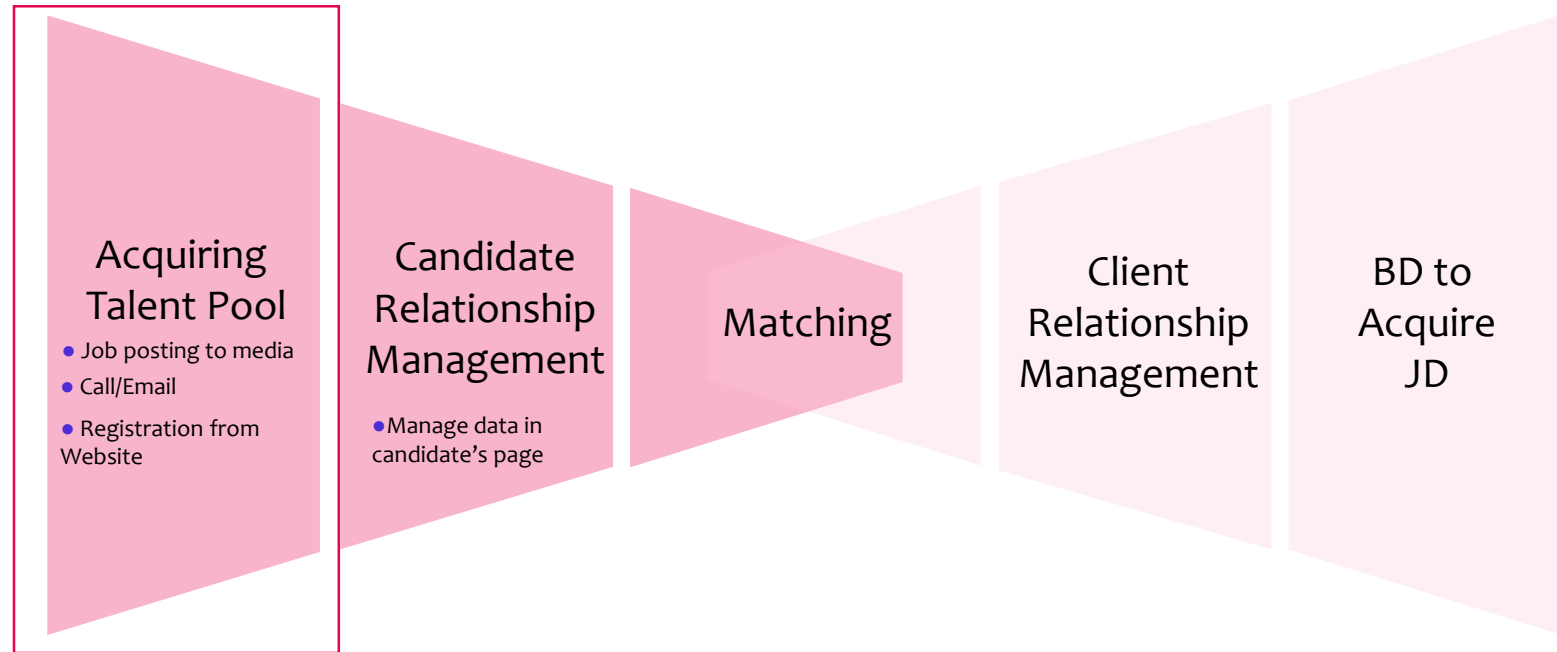 Acquiring
Talent Pool
● Job posting to media
● Call/Email
● Registration from
Website
Candidate
Relationship
Management
●Manage data in
candidate’s page
Matching
Client
Relationship
Management
BD to
Acquire
JD